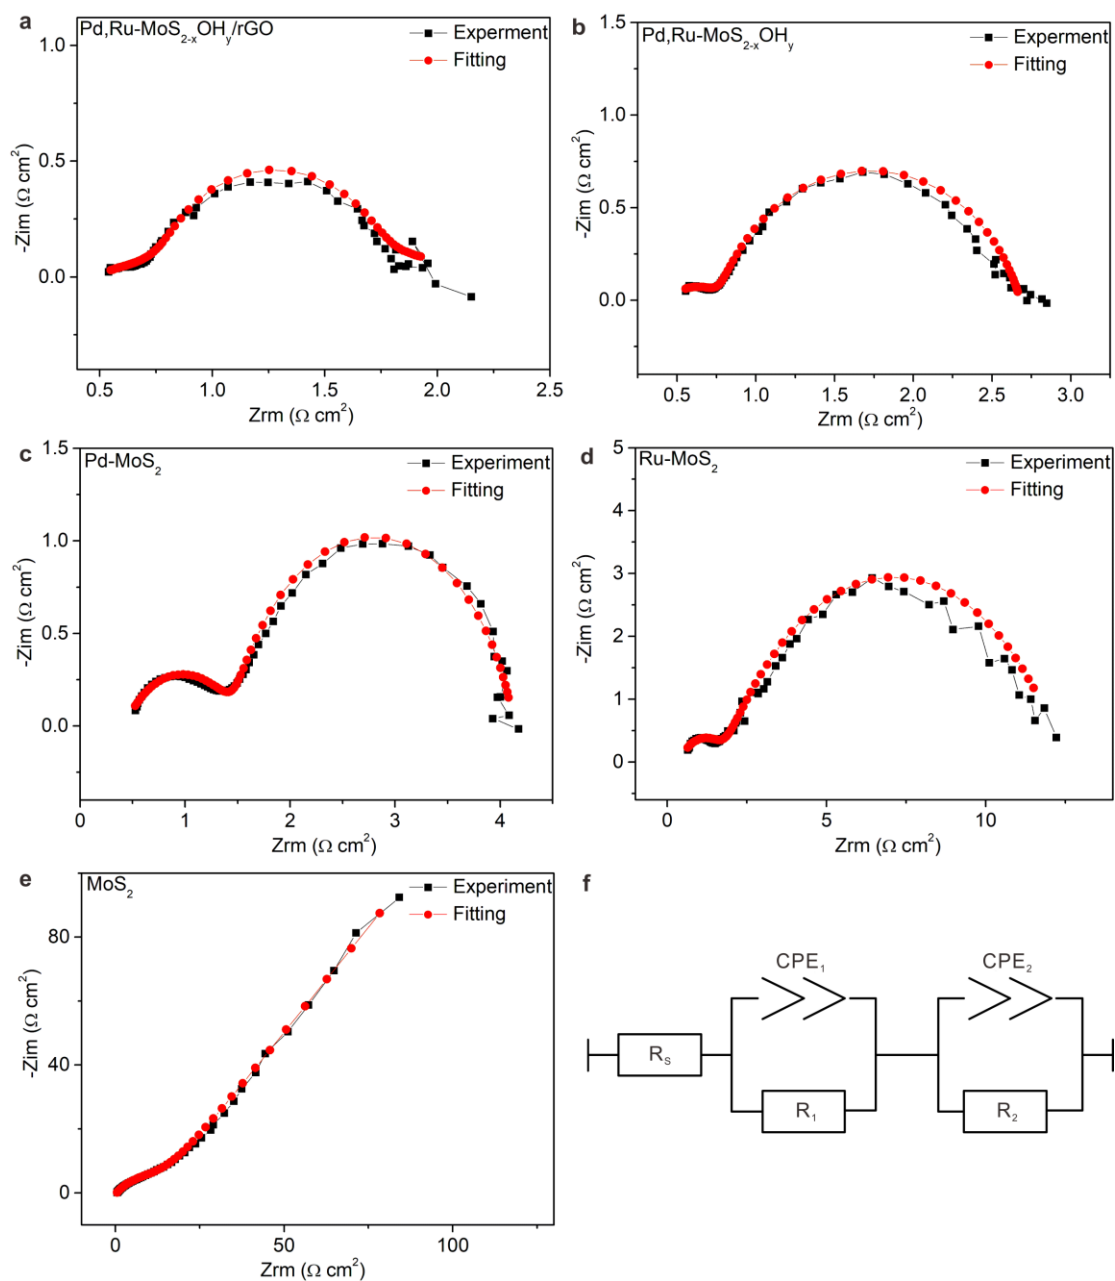 a
Pd,Ru-MoS₂₋ₓOHᵧ/rGO
Experment
Fitting
1.0
0.5
0.0
-Zim (Ω cm²)
0.5 1.0 1.5 2.0 2.5
Zrm (Ω cm²)
b
Pd,Ru-MoS₂₋ₓOHᵧ
Experment
Fitting
1.5
1.0
0.5
0.0
-Zim (Ω cm²)
0.5 1.0 1.5 2.0 2.5 3.0
Zrm (Ω cm²)
c
Pd-MoS₂
Experiment
Fitting
1.5
1.0
0.5
0.0
-Zim (Ω cm²)
0 1 2 3 4
Zrm (Ω cm²)
d
Ru-MoS₂
Experiment
Fitting
5
4
3
2
1
0
-Zim (Ω cm²)
0 5 10
Zrm (Ω cm²)
e
MoS₂
Experiment
Fitting
80
40
0
-Zim (Ω cm²)
0 50 100
Zrm (Ω cm²)
f
CPE₁ CPE₂
Rₛ
R₁ R₂